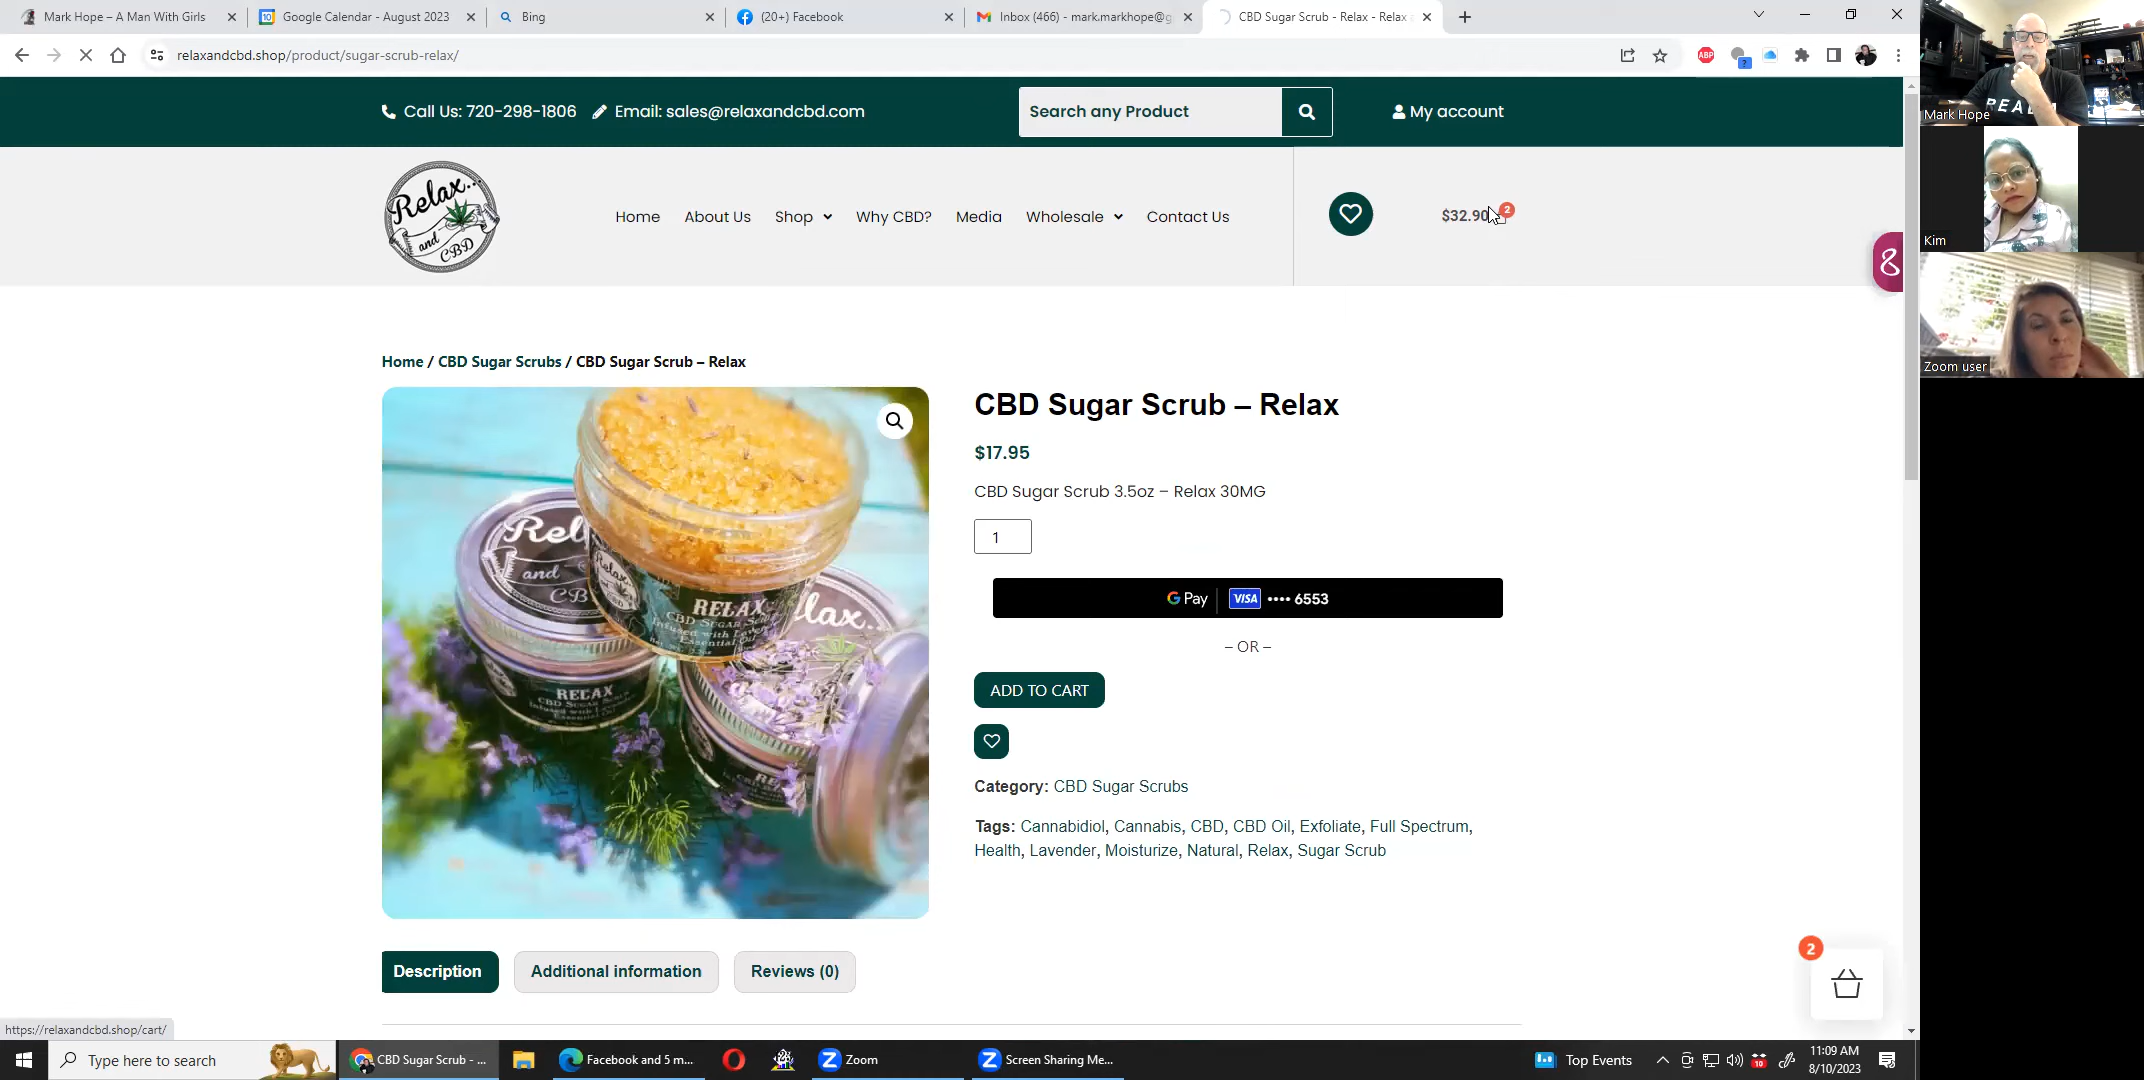 Mark Hope – A Man With Girls
Google Calendar - August 2023
Bing
(20+) Facebook
Inbox (466) - mark.markhope@g
CBD Sugar Scrub - Relax - Relax
relaxandcbd.shop/product/sugar-scrub-relax/
ABP
Call Us: 720-298-1806
Email: sales@relaxandcbd.com
Search any Product
My account
Relax...
and
CBD
Home
About Us
Shop
Why CBD?
Media
Wholesale
Contact Us
$32.90
2
Home / CBD Sugar Scrubs / CBD Sugar Scrub – Relax
CBD Sugar Scrub – Relax
$17.95
CBD Sugar Scrub 3.5oz – Relax 30MG
1
G Pay
VISA
•••• 6553
– OR –
ADD TO CART
Category: CBD Sugar Scrubs
Tags: Cannabidiol, Cannabis, CBD, CBD Oil, Exfoliate, Full Spectrum,
Health, Lavender, Moisturize, Natural, Relax, Sugar Scrub
RELAX
RELAX
Description
Additional information
Reviews (0)
2
https://relaxandcbd.shop/cart/
Type here to search
CBD Sugar Scrub - ...
Facebook and 5 m...
Zoom
Screen Sharing Me...
Top Events
10
11:09 AM
8/10/2023
Mark Hope
Kim
Zoom user